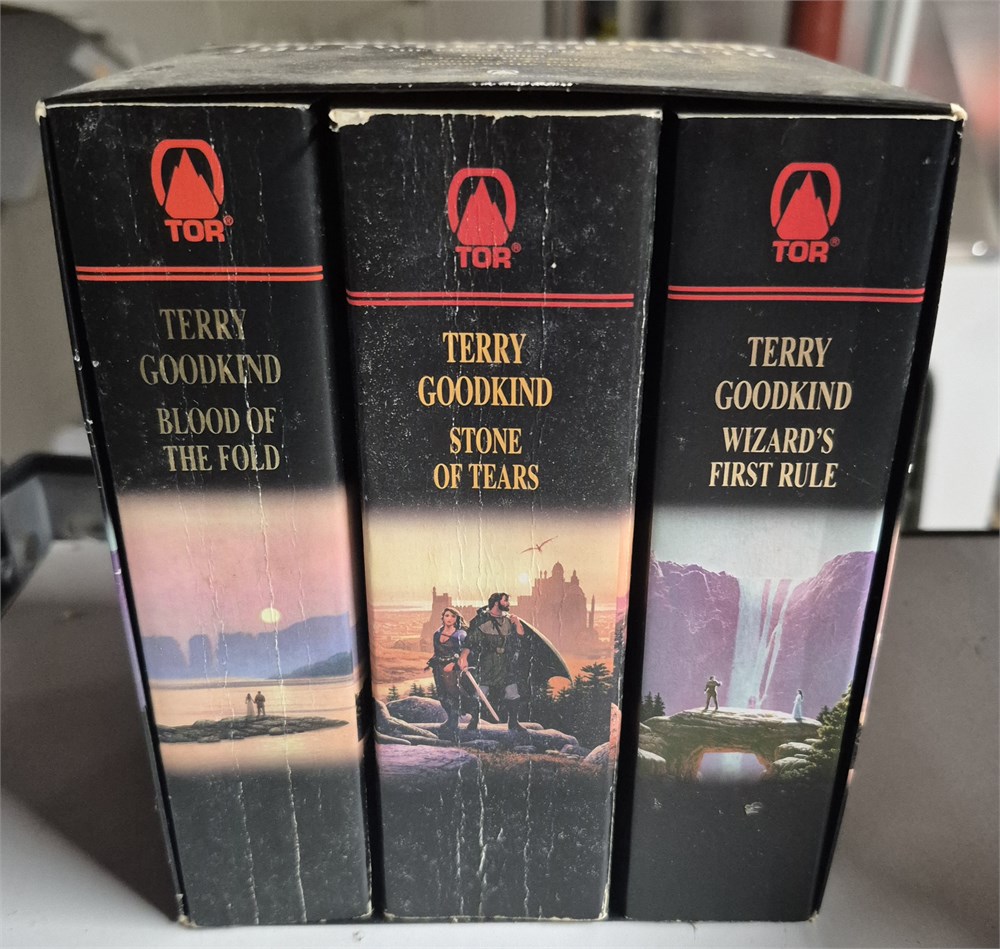 TOR®
TERRY
GOODKIND
BLOOD OF
THE FOLD
TOR®
TERRY
GOODKIND
STONE
OF TEARS
TOR®
TERRY
GOODKIND
WIZARD'S
FIRST RULE